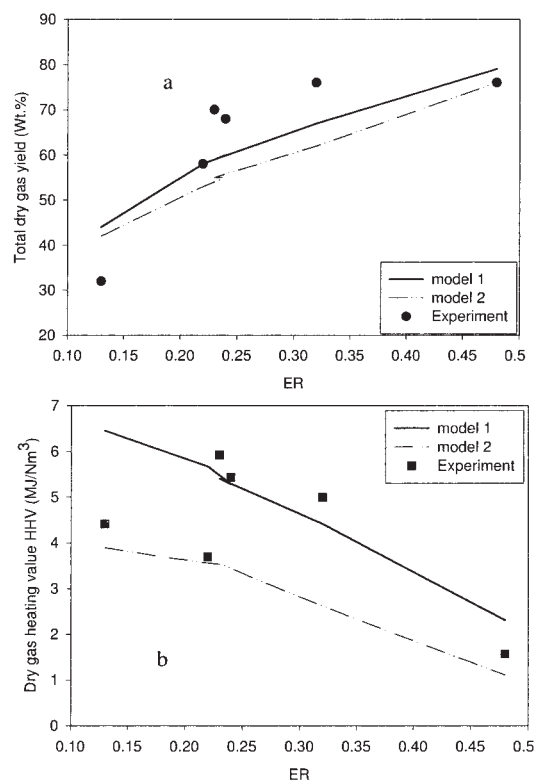 Total dry gas yield (Wt.%)
90
80
70
60
50
40
30
20
a
model 1
model 2
Experiment
0.10 0.15 0.20 0.25 0.30 0.35 0.40 0.45 0.5
ER
Dry gas heating value HHV (MJ/Nm³)
7
6
5
4
3
2
1
0
model 1
model 2
Experiment
b
0.10 0.15 0.20 0.25 0.30 0.35 0.40 0.45 0.5
ER